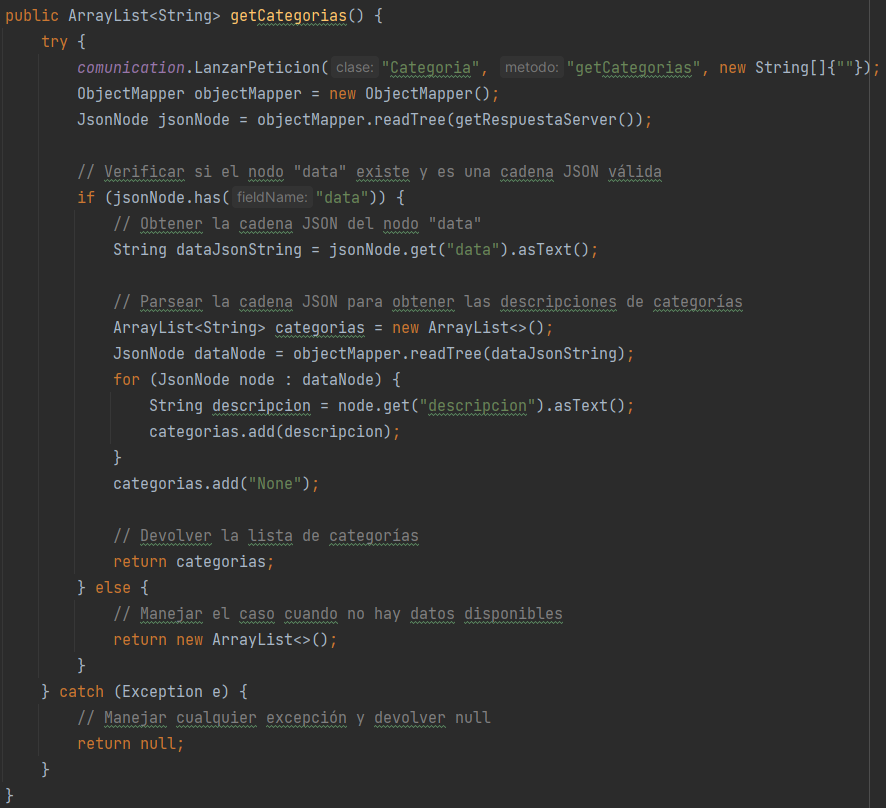 public ArrayList<String> getCategorias() {
    try {
        comunication.LanzarPeticion( clase: "Categoria", metodo: "getCategorias", new String[]{""});
        ObjectMapper objectMapper = new ObjectMapper();
        JsonNode jsonNode = objectMapper.readTree(getRespuestaServer());

        // Verificar si el nodo "data" existe y es una cadena JSON válida
        if (jsonNode.has( fieldName: "data")) {
            // Obtener la cadena JSON del nodo "data"
            String dataJsonString = jsonNode.get("data").asText();

            // Parsear la cadena JSON para obtener las descripciones de categorías
            ArrayList<String> categorias = new ArrayList<>();
            JsonNode dataNode = objectMapper.readTree(dataJsonString);
            for (JsonNode node : dataNode) {
                String descripcion = node.get("descripcion").asText();
                categorias.add(descripcion);
            }
            categorias.add("None");

            // Devolver la lista de categorías
            return categorias;
        } else {
            // Manejar el caso cuando no hay datos disponibles
            return new ArrayList<>();
        }
    } catch (Exception e) {
        // Manejar cualquier excepción y devolver null
        return null;
    }
}